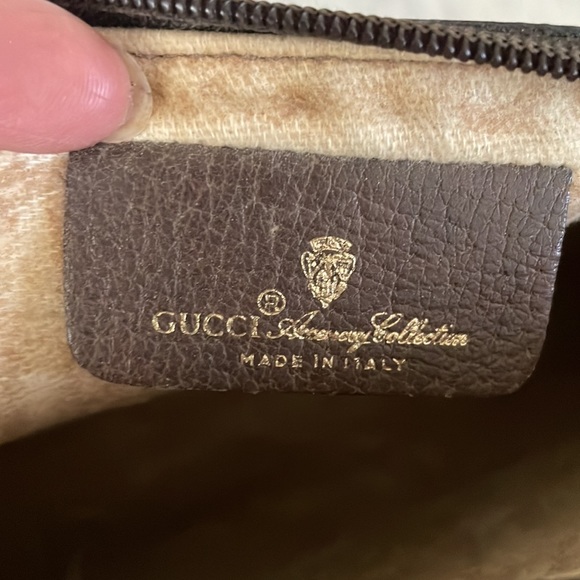 GUCCI ® Accessory Collection
MADE IN ITALY